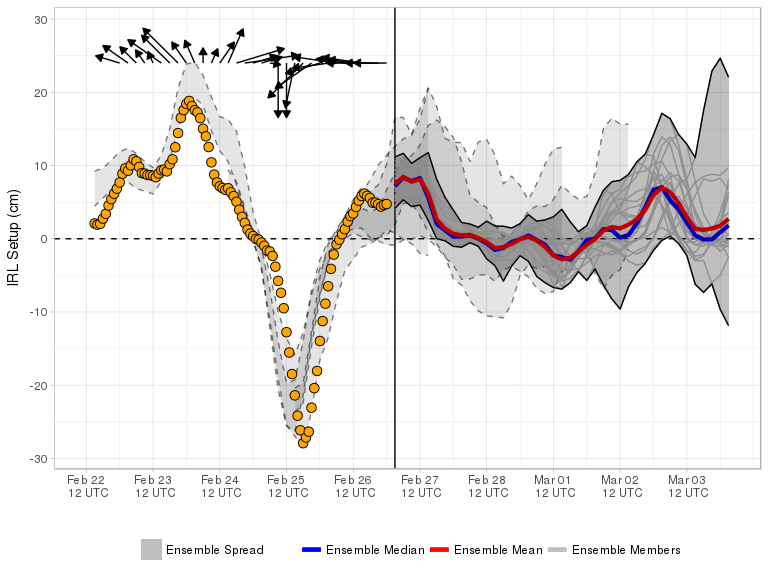 IRL Setup (cm)
30
20
10
0
-10
-20
-30
Feb 22 Feb 23 Feb 24 Feb 25 Feb 26 Feb 27 Feb 28 Mar 01 Mar 02 Mar 03
12 UTC 12 UTC 12 UTC 12 UTC 12 UTC 12 UTC 12 UTC 12 UTC 12 UTC 12 UTC
Ensemble Spread Ensemble Median Ensemble Mean Ensemble Members